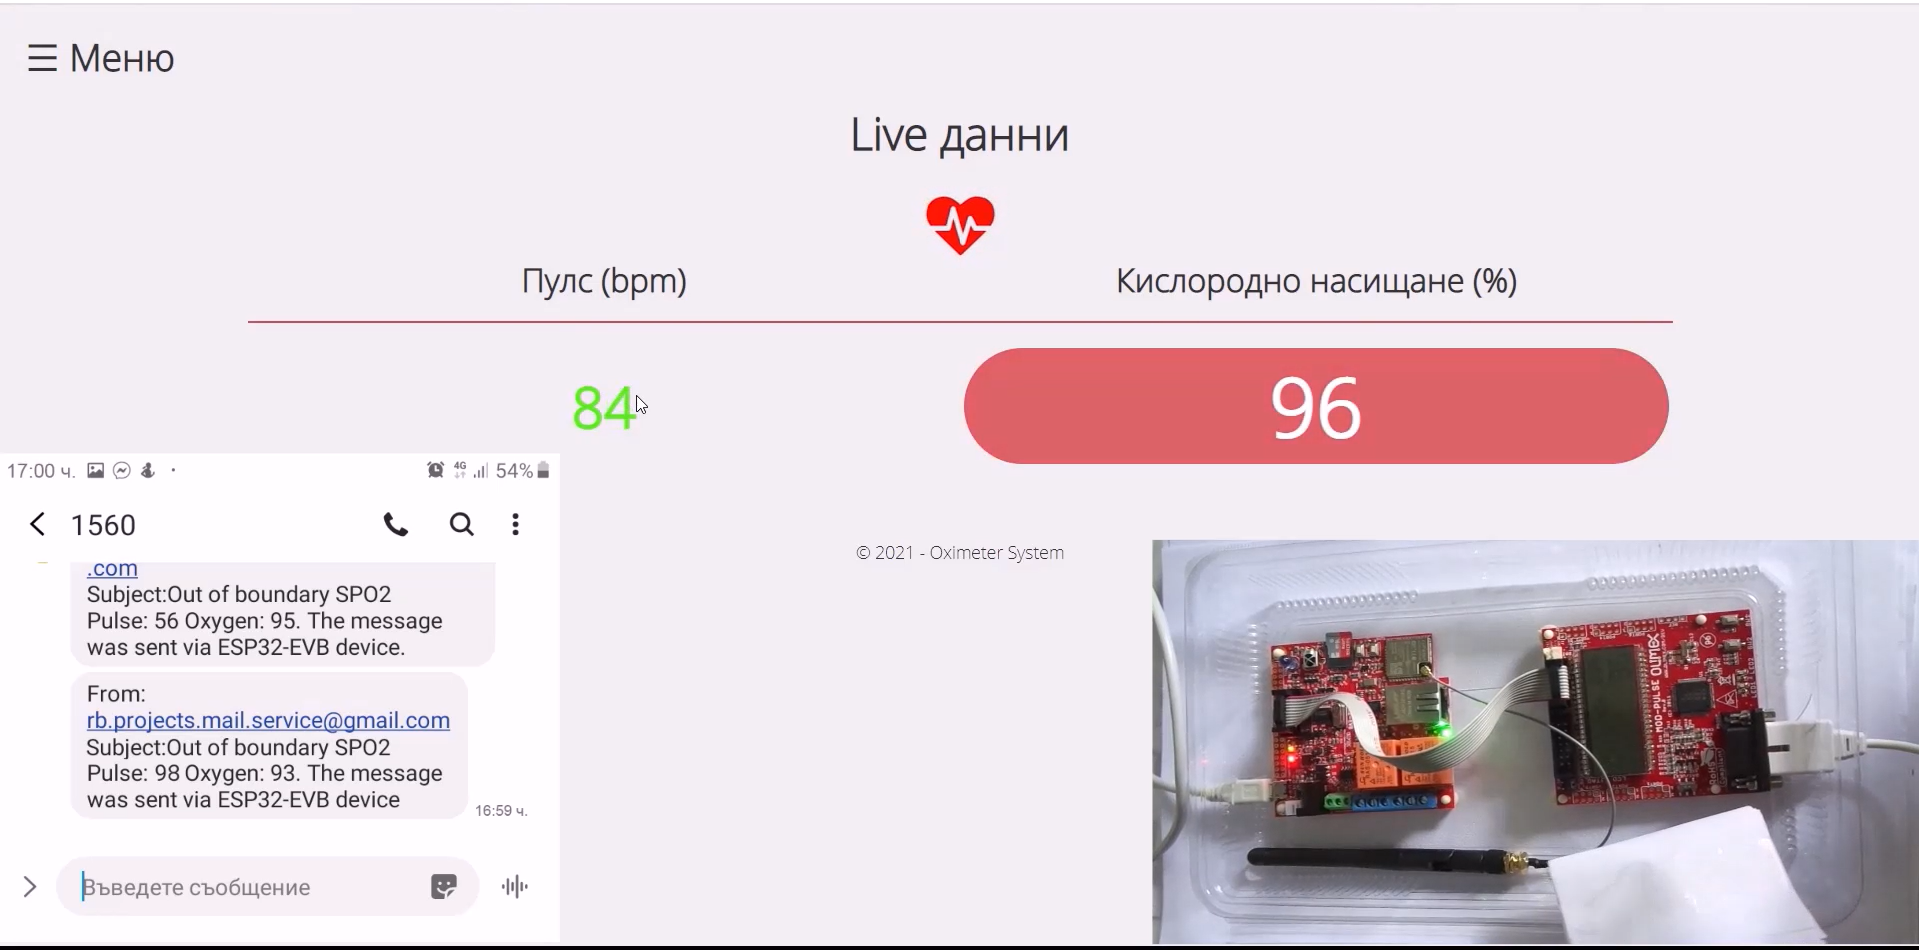 ☰ Меню
Live данни
Пулс (bpm)
Кислородно насищане (%)
84
96
17:00 ч.
4G
54%
1560
.com
Subject:Out of boundary SPO2
Pulse: 56 Oxygen: 95. The message
was sent via ESP32-EVB device.
From:
rb.projects.mail.service@gmail.com
Subject:Out of boundary SPO2
Pulse: 98 Oxygen: 93. The message
was sent via ESP32-EVB device
16:59 ч.
Въведете съобщение
© 2021 - Oximeter System
MOD-PULSE
OLIMEX